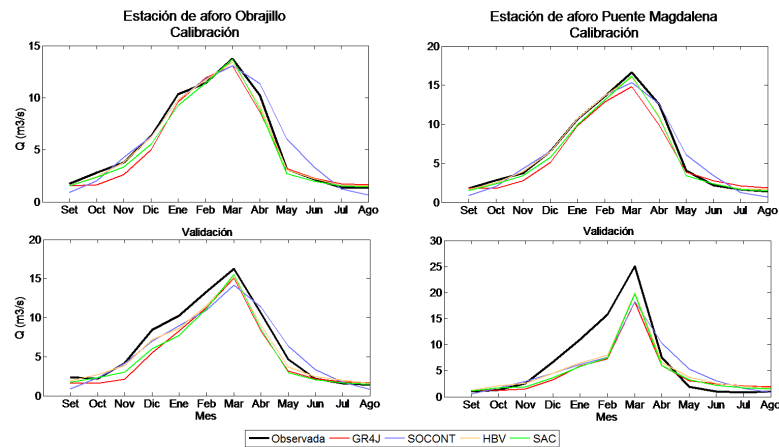 Estación de aforo Obrajillo
Calibración
Q (m3/s)
15
10
5
0
Set Oct Nov Dic Ene Feb Mar Abr May Jun Jul Ago
Estación de aforo Puente Magdalena
Calibración
20
15
10
5
0
Set Oct Nov Dic Ene Feb Mar Abr May Jun Jul Ago
Validación
Q (m3/s)
20
15
10
5
0
Set Oct Nov Dic Ene Feb Mar Abr May Jun Jul Ago
Mes
Validación
30
25
20
15
10
5
0
Set Oct Nov Dic Ene Feb Mar Abr May Jun Jul Ago
Mes
Observada GR4J SOCONT HBV SAC